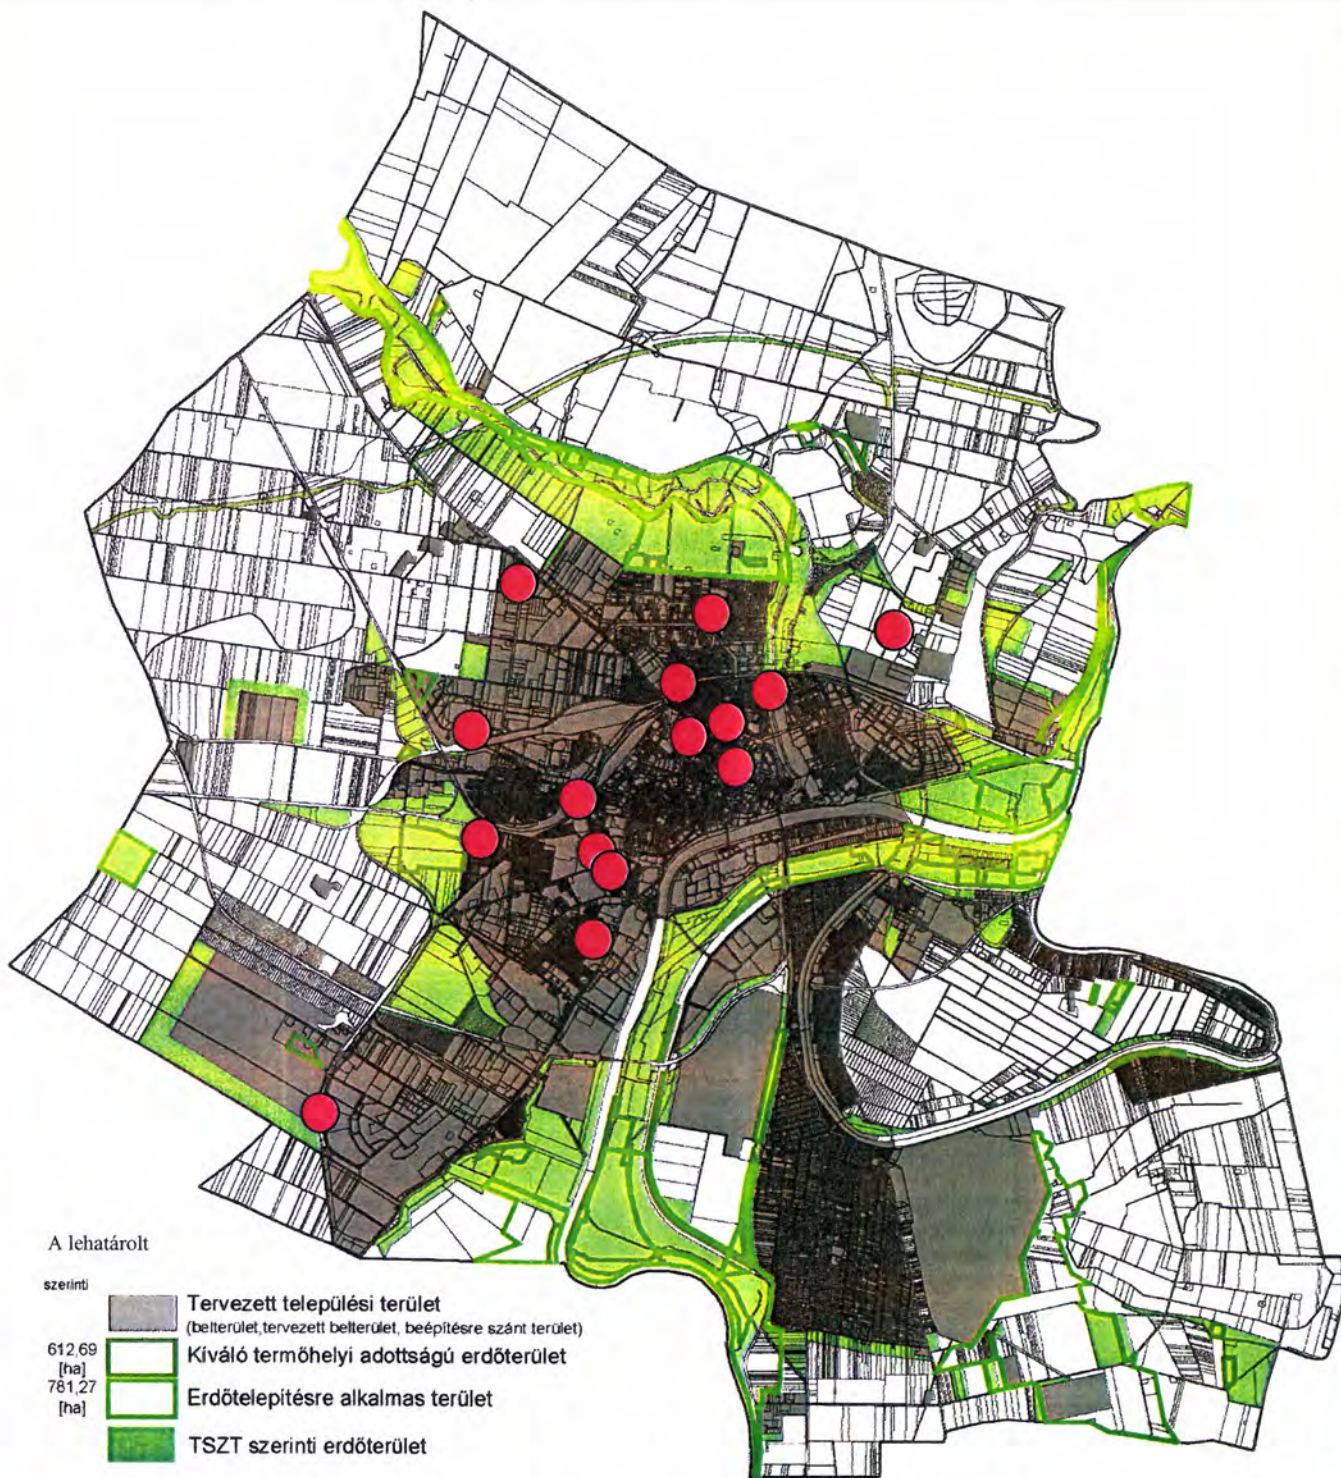 A lehatárolt
szerinti
Tervezett települési terület
(belterület,tervezett belterület, beépítésre szánt terület)
612,69
[ha]
Kíváló termőhelyi adottságú erdőterület
781,27
[ha]
Erdőtelepítésre alkalmas terület
TSZT szerinti erdőterület